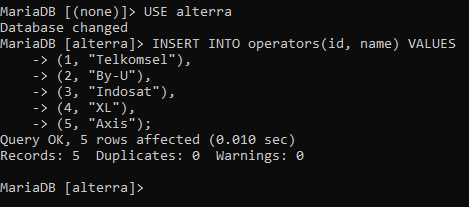 MariaDB [(none)]> USE alterra
Database changed
MariaDB [alterra]> INSERT INTO operators(id, name) VALUES
    -> (1, "Telkomsel"),
    -> (2, "By-U"),
    -> (3, "Indosat"),
    -> (4, "XL"),
    -> (5, "Axis");
Query OK, 5 rows affected (0.010 sec)
Records: 5  Duplicates: 0  Warnings: 0
MariaDB [alterra]>